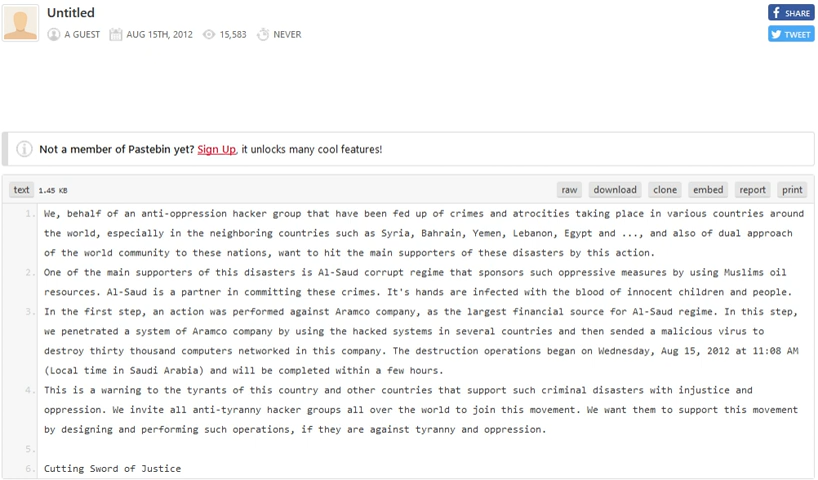 Untitled
SHARE
A GUEST AUG 15TH, 2012 15,583 NEVER
TWEET
Not a member of Pastebin yet? Sign Up, it unlocks many cool features!
text 1.45 KB raw download clone embed report print
1. We, behalf of an anti-oppression hacker group that have been fed up of crimes and atrocities taking place in various countries around
the world, especially in the neighboring countries such as Syria, Bahrain, Yemen, Lebanon, Egypt and ..., and also of dual approach
of the world community to these nations, want to hit the main supporters of these disasters by this action.
2. One of the main supporters of this disasters is Al-Saud corrupt regime that sponsors such oppressive measures by using Muslims oil
resources. Al-Saud is a partner in committing these crimes. It's hands are infected with the blood of innocent children and people.
3. In the first step, an action was performed against Aramco company, as the largest financial source for Al-Saud regime. In this step,
we penetrated a system of Aramco company by using the hacked systems in several countries and then sended a malicious virus to
destroy thirty thousand computers networked in this company. The destruction operations began on Wednesday, Aug 15, 2012 at 11:08 AM
(Local time in Saudi Arabia) and will be completed within a few hours.
4. This is a warning to the tyrants of this country and other countries that support such criminal disasters with injustice and
oppression. We invite all anti-tyranny hacker groups all over the world to join this movement. We want them to support this movement
by designing and performing such operations, if they are against tyranny and oppression.
5.
6. Cutting Sword of Justice